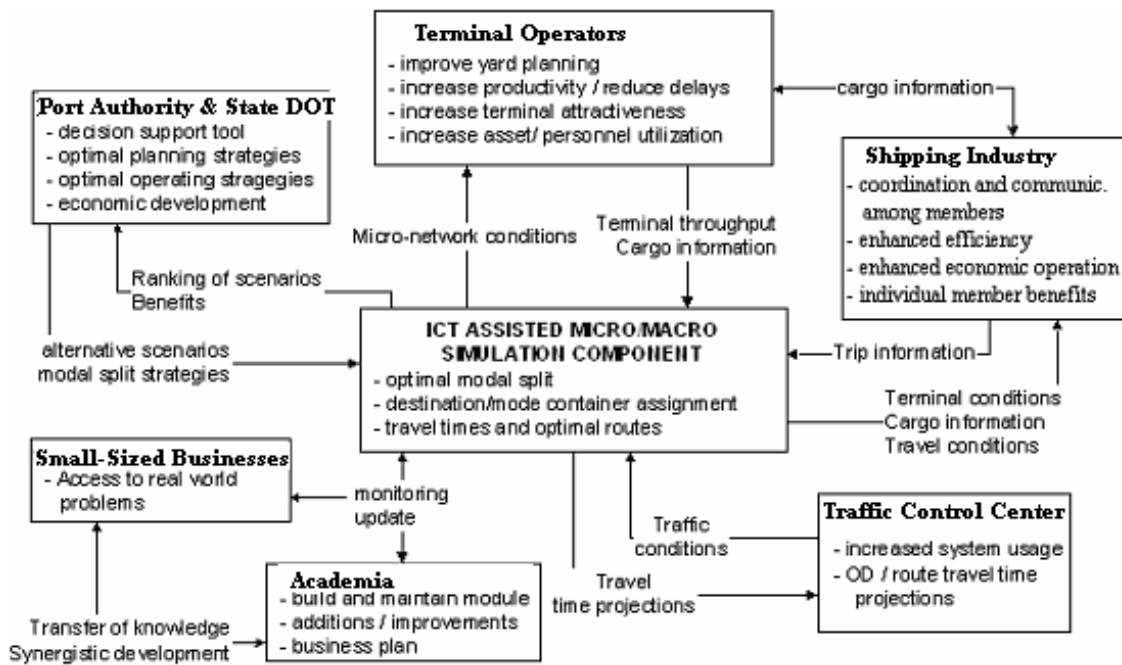 Terminal Operators
- improve yard planning
- increase productivity / reduce delays
- increase terminal attractiveness
- increase asset/ personnel utilization
Port Authority & State DOT
- decision support tool
- optimal planning strategies
- optimal operating stragegies
- economic development
cargo information
Shipping Industry
- coordination and communic.
among members
- enhanced efficiency
- enhanced economic operation
- individual member benefits
Micro-network conditions
Terminal throughput
Cargo information
Ranking of scenarios
Benefits
ICT ASSISTED MICRO/MACRO
SIMULATION COMPONENT
- optimal modal split
- destination/mode container assignment
- travel times and optimal routes
alternative scenarios
modal split strategies
Trip information
Terminal conditions
Cargo information
Travel conditions
Small-Sized Businesses
- Access to real world
problems
monitoring
update
Traffic
conditions
Traffic Control Center
- increased system usage
- OD / route travel time
projections
Travel
time projections
Academia
- build and maintain module
- additions / improvements
- business plan
Transfer of knowledge
Synergistic development